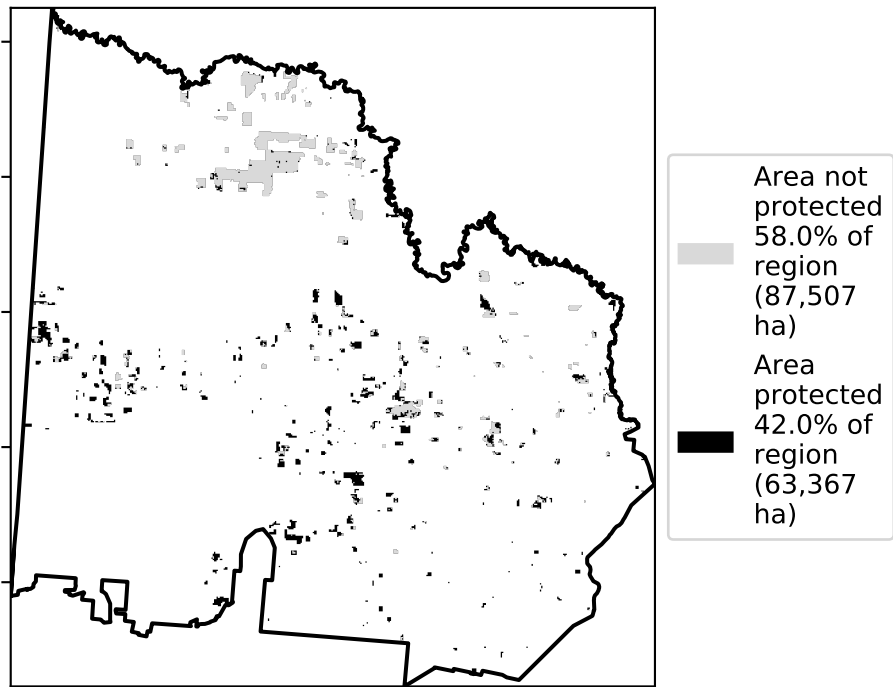 Area not
protected
58.0% of
region
(87,507
ha)
Area
protected
42.0% of
region
(63,367
ha)